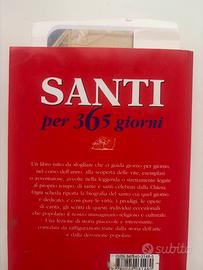 SANTI
per 365 giorni
Un libro tutto da sfogliare che ci guida giorno per giorno,
nel corso dell'anno, alla scoperta delle vite, esemplari
o avventurose, avvolte nella leggenda o strettamente legate
al proprio tempo, di sante e santi celebrati dalla Chiesa.
Ogni scheda riporta la biografia del santo cui quel giorno
è dedicato, e così pure le virtù, i prodigi, le opere
di carità, gli scritti di questi individui eccezionali
che popolano il nostro immaginario religioso e culturale.
Una lezione di storia piacevole e interessante,
corredata da raffigurazioni tratte dalla storia dell'arte
e dalla devozione popolare.
subito